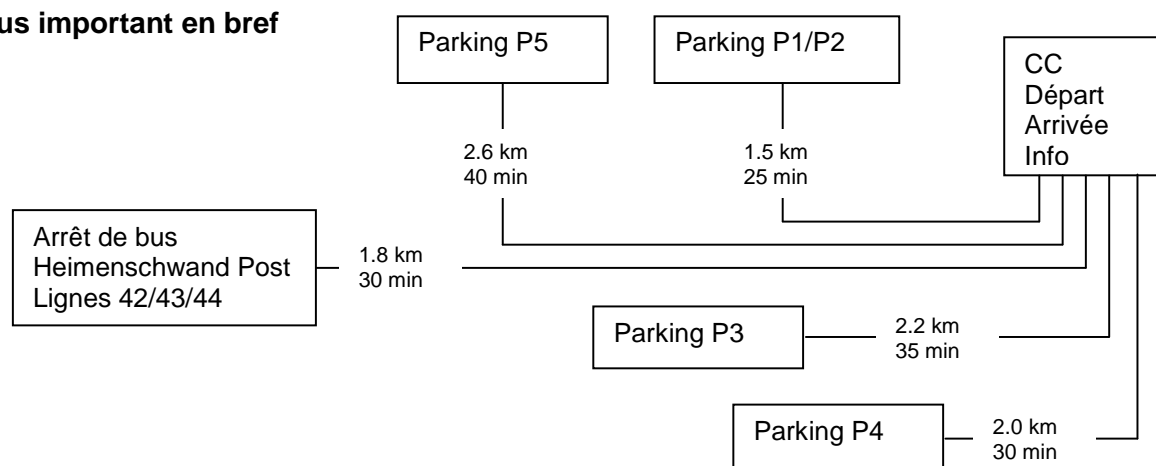 us important en bref
Parking P5
Parking P1/P2
CC
Départ
Arrivée
Info
2.6 km
40 min
1.5 km
25 min
Arrêt de bus
Heimenschwand Post
Lignes 42/43/44
1.8 km
30 min
Parking P3
2.2 km
35 min
Parking P4
2.0 km
30 min